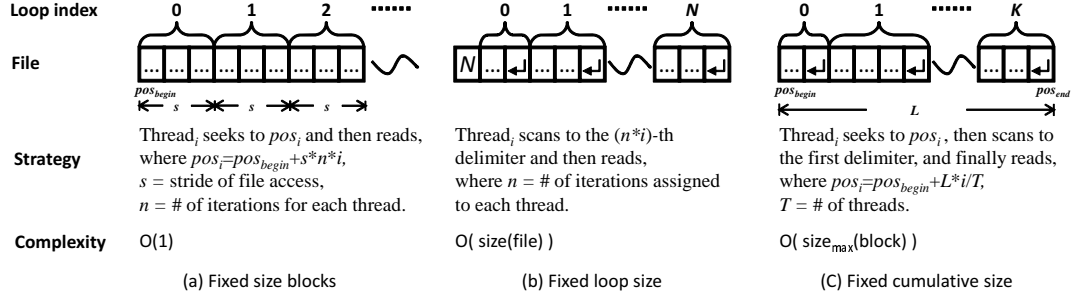 Loop index 0 1 2 ...... 0 1 ...... N 0 1 ...... K
File ... ... ... ... ... ... ... ... ... N ... ↵ ... ... ↵ ... ... ↵ ... ↵ ... ... ... ↵ ... ... ↵
pos_begin pos_begin pos_end
s s s L
Strategy
Thread_i seeks to pos_i and then reads,
where pos_i=pos_begin+s*n*i,
s = stride of file access,
n = # of iterations for each thread.
Thread_i scans to the (n*i)-th
delimiter and then reads,
where n = # of iterations assigned
to each thread.
Thread_i seeks to pos_i , then scans to
the first delimiter, and finally reads,
where pos_i=pos_begin+L*i/T,
T = # of threads.
Complexity O(1) O( size(file) ) O( size_max(block) )
(a) Fixed size blocks (b) Fixed loop size (C) Fixed cumulative size